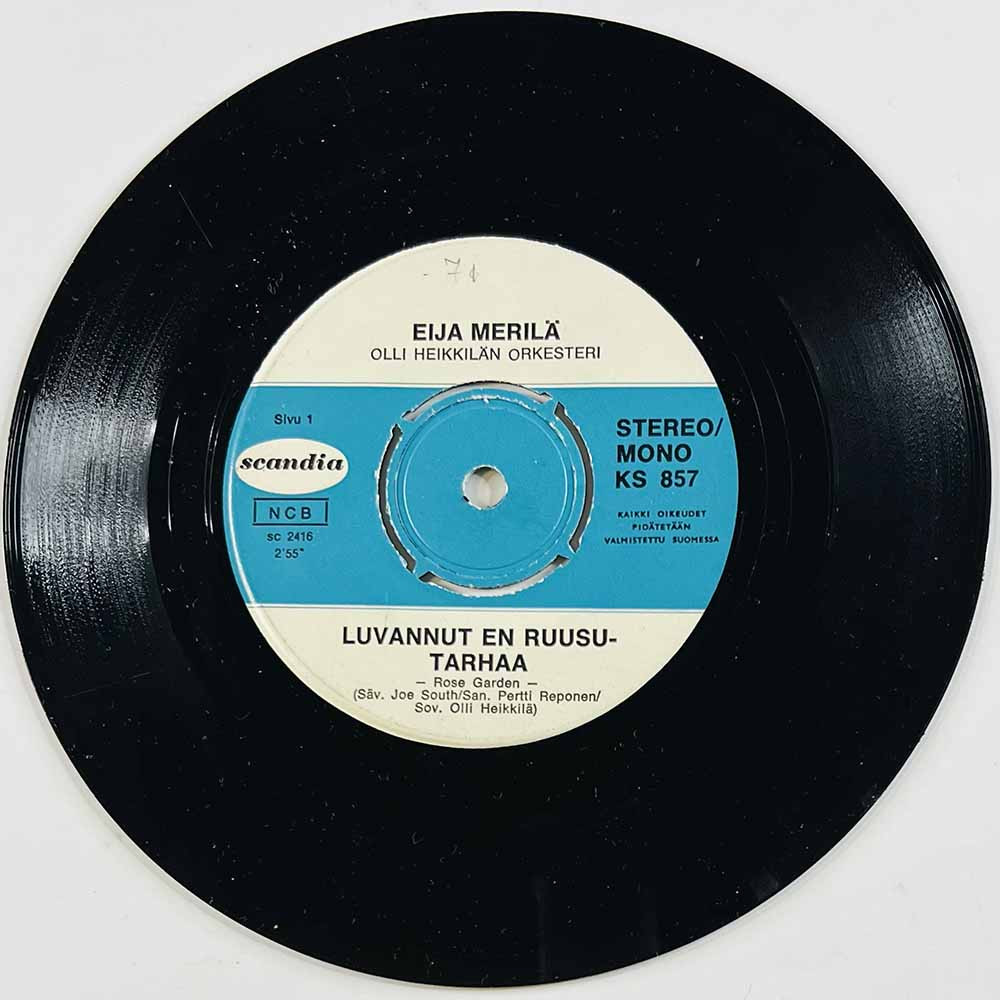 - 7
EIJA MERILÄ
OLLI HEIKKILÄN ORKESTERI
Sivu 1
scandia
NCB
sc 2416
2'55"
STEREO/
MONO
KS 857
KAIKKI OIKEUDET
PIDÄTETÄÄN
VALMISTETTU SUOMESSA
LUVANNUT EN RUUSU-
TARHAA
— Rose Garden —
(Säv. Joe South/San. Pertti Reponen/
Sov. Olli Heikkilä)